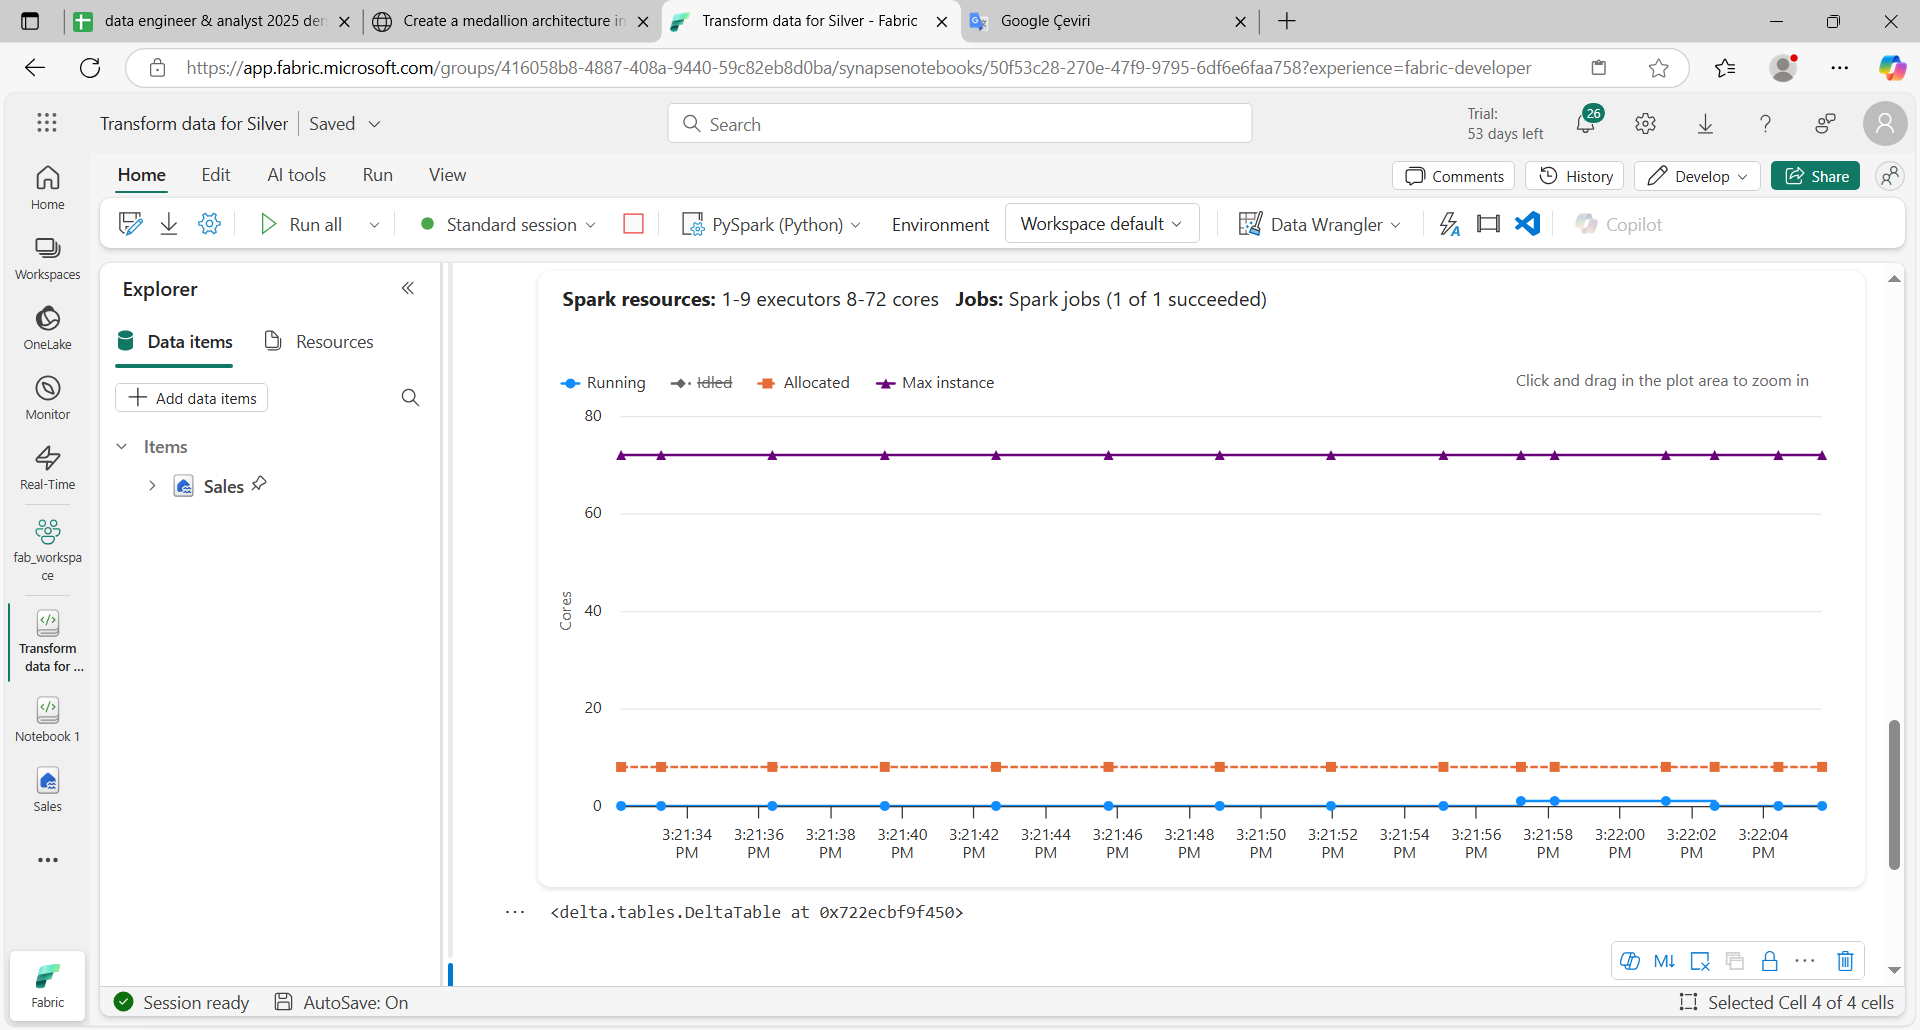 data engineer & analyst 2025 der
Create a medallion architecture in
Transform data for Silver - Fabric
Google Çeviri
https://app.fabric.microsoft.com/groups/416058b8-4887-408a-9440-59c82eb8d0ba/synapsenotebooks/50f53c28-270e-47f9-9795-6df6e6faa758?experience=fabric-developer
Transform data for Silver
Saved
Search
Trial:
53 days left
26
Home
Edit
AI tools
Run
View
Comments
History
Develop
Share
Run all
Standard session
PySpark (Python)
Environment
Workspace default
Data Wrangler
Copilot
Home
Workspaces
OneLake
Monitor
Real-Time
fab_workspa
ce
Transform
data for ...
Notebook 1
Sales
Fabric
Explorer
Data items
Resources
Add data items
Items
Sales
Spark resources: 1-9 executors 8-72 cores Jobs: Spark jobs (1 of 1 succeeded)
Running
Idled
Allocated
Max instance
Click and drag in the plot area to zoom in
80
60
40
20
0
Cores
3:21:34 PM
3:21:36 PM
3:21:38 PM
3:21:40 PM
3:21:42 PM
3:21:44 PM
3:21:46 PM
3:21:48 PM
3:21:50 PM
3:21:52 PM
3:21:54 PM
3:21:56 PM
3:21:58 PM
3:22:00 PM
3:22:02 PM
3:22:04 PM
<delta.tables.DeltaTable at 0x722ecbf9f450>
M↓
Session ready
AutoSave: On
Selected Cell 4 of 4 cells